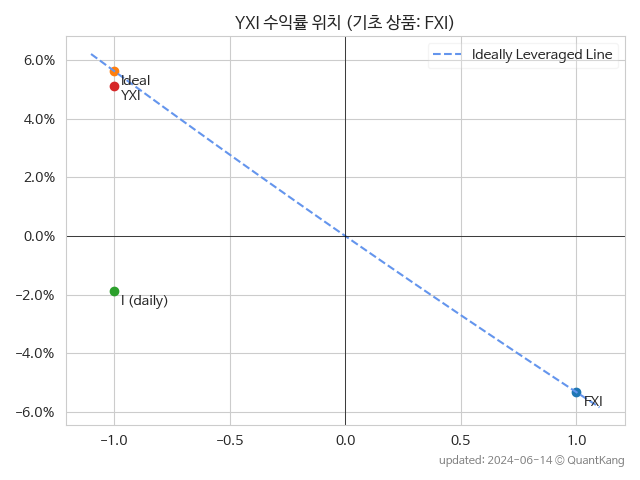 YXI 수익률 위치 (기초 상품: FXI)
Ideally Leveraged Line
6.0%
4.0%
2.0%
0.0%
−2.0%
−4.0%
−6.0%
Ideal
YXI
I (daily)
FXI
−1.0 −0.5 0.0 0.5 1.0
updated: 2024-06-14 © QuantKang